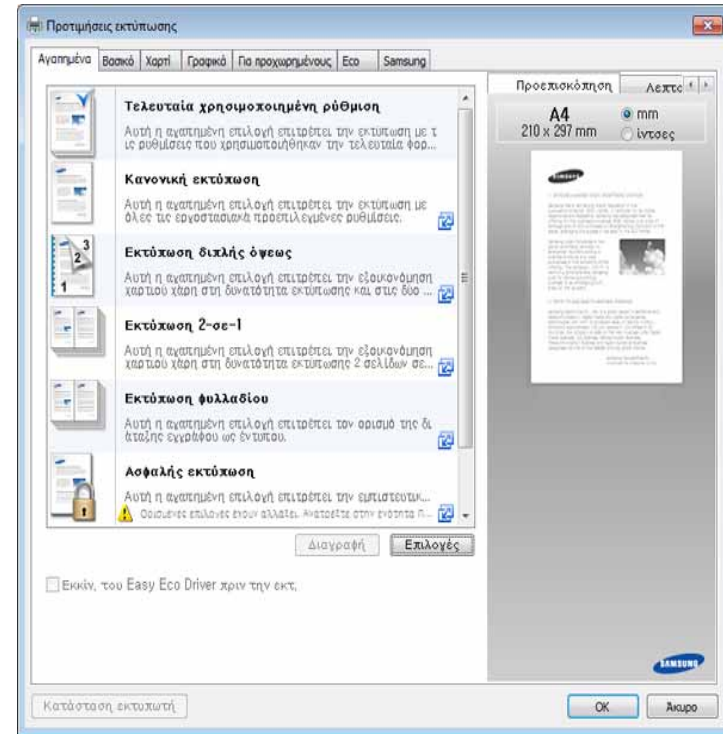 Προτιμήσεις εκτύπωσης
Αγαπημένα Βασικό Χαρτί Γραφικά Για προχωρημένους Eco Samsung
Τελευταία χρησιμοποιημένη ρύθμιση
Αυτή η αγαπημένη επιλογή επιτρέπει την εκτύπωση με τ
ις ρυθμίσεις που χρησιμοποιήθηκαν την τελευταία φορ...
Κανονική εκτύπωση
Αυτή η αγαπημένη επιλογή επιτρέπει την εκτύπωση με
όλες τις εργοστασιακά προεπιλεγμένες ρυθμίσεις.
Εκτύπωση διπλής όψεως
Αυτή η αγαπημένη επιλογή επιτρέπει την εξοικονόμηση
χαρτιού χάρη στη δυνατότητα εκτύπωσης και στις δύο ...
Εκτύπωση 2-σε-1
Αυτή η αγαπημένη επιλογή επιτρέπει την εξοικονόμηση
χαρτιού χάρη στη δυνατότητα εκτύπωσης 2 σελίδων σε...
Εκτύπωση φυλλαδίου
Αυτή η αγαπημένη επιλογή επιτρέπει τον ορισμό της δι
άταξης εγγράφου ως έντυπου.
Ασφαλής εκτύπωση
Αυτή η αγαπημένη επιλογή επιτρέπει την εμπιστευτικ...
Ορισμένες επιλογές έχουν αλλάξει. Ανατρέξτε στην ενότητα Π...
Διαγραφή Επιλογές
Εκκίν. του Easy Eco Driver πριν την εκτ.
Προεπισκόπηση Λεπτο
A4
210 x 297 mm
mm
ίντσες
SAMSUNG
SAMSUNG
Κατάσταση εκτυπωτή OK Άκυρο